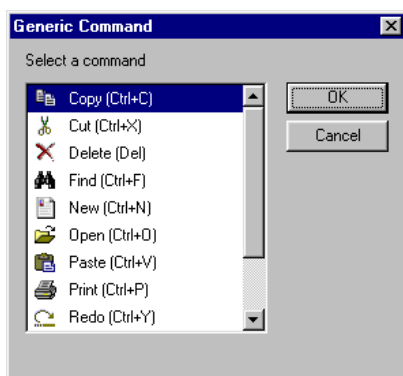 Generic Command
Select a command
Copy (Ctrl+C)
OK
Cut (Ctrl+X)
Cancel
Delete (Del)
Find (Ctrl+F)
New (Ctrl+N)
Open (Ctrl+O)
Paste (Ctrl+V)
Print (Ctrl+P)
Redo (Ctrl+Y)